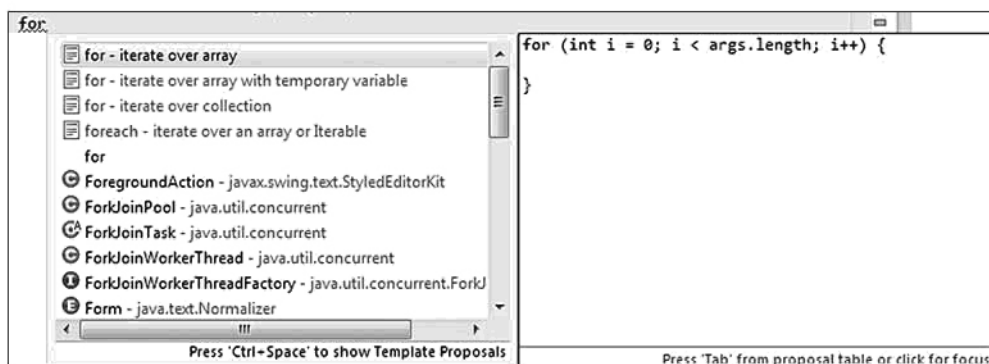 for
for - iterate over array
for - iterate over array with temporary variable
for - iterate over collection
foreach - iterate over an array or Iterable
for
ForegroundAction - javax.swing.text.StyledEditorKit
ForkJoinPool - java.util.concurrent
ForkJoinTask - java.util.concurrent
ForkJoinWorkerThread - java.util.concurrent
ForkJoinWorkerThreadFactory - java.util.concurrent.ForkJ
Form - java.text.Normalizer
Press 'Ctrl+Space' to show Template Proposals
for (int i = 0; i < args.length; i++) {
}
Press 'Tab' from proposal table or click for focus